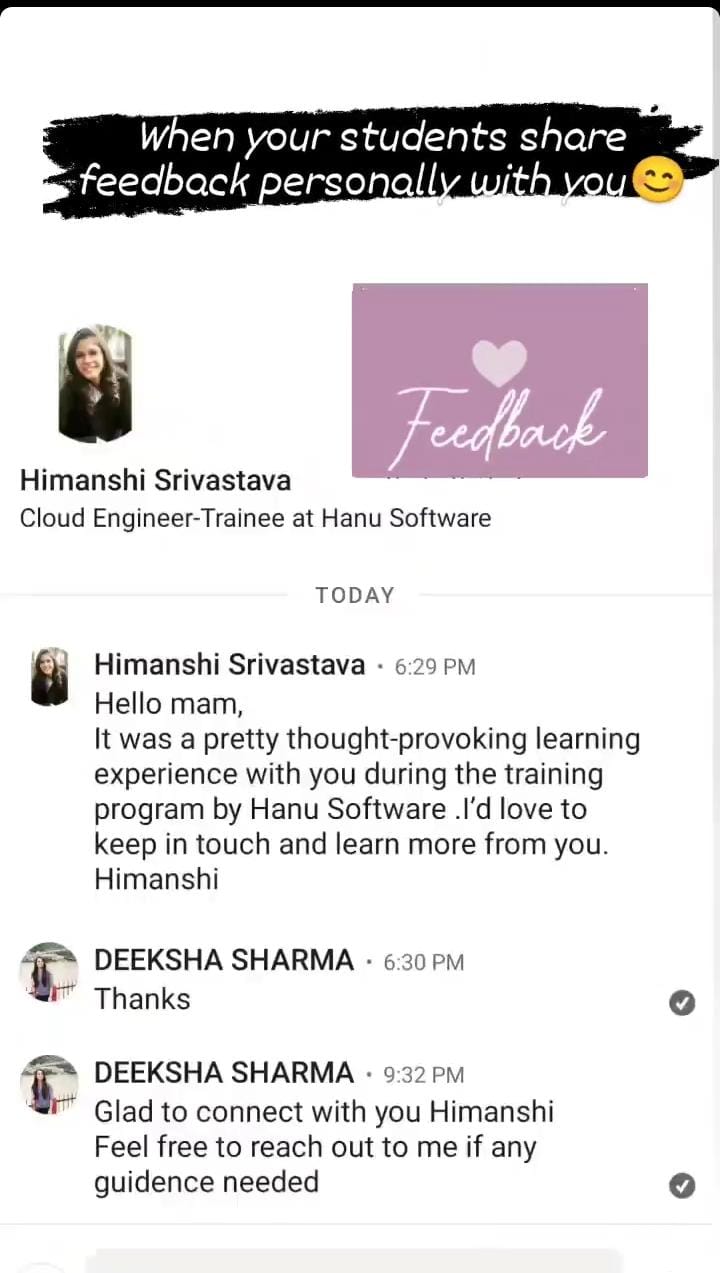 When your students share
feedback personally with you😊
Feedback
Himanshi Srivastava
Cloud Engineer-Trainee at Hanu Software
TODAY
Himanshi Srivastava • 6:29 PM
Hello mam,
It was a pretty thought-provoking learning
experience with you during the training
program by Hanu Software .I'd love to
keep in touch and learn more from you.
Himanshi
DEEKSHA SHARMA • 6:30 PM
Thanks
DEEKSHA SHARMA • 9:32 PM
Glad to connect with you Himanshi
Feel free to reach out to me if any
guidence needed